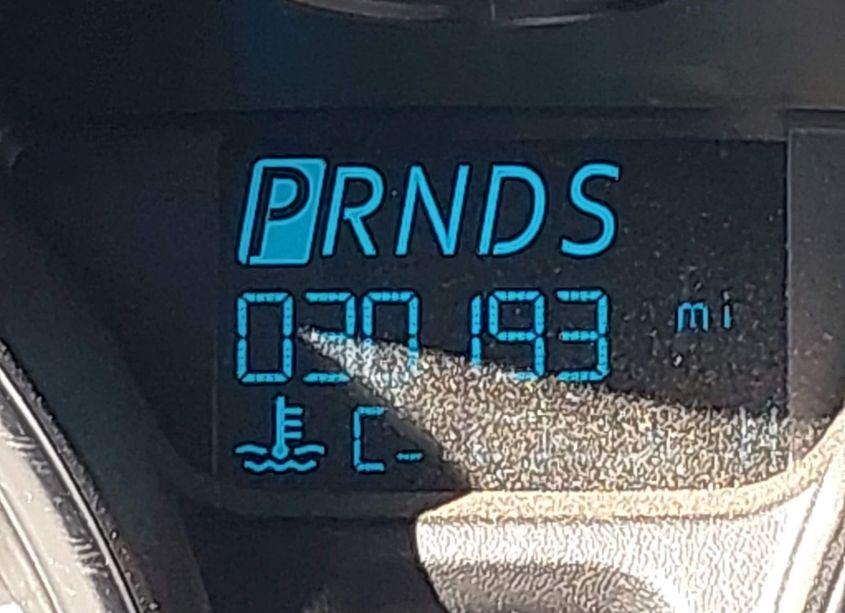 PRNDS
030193 mi
C- H